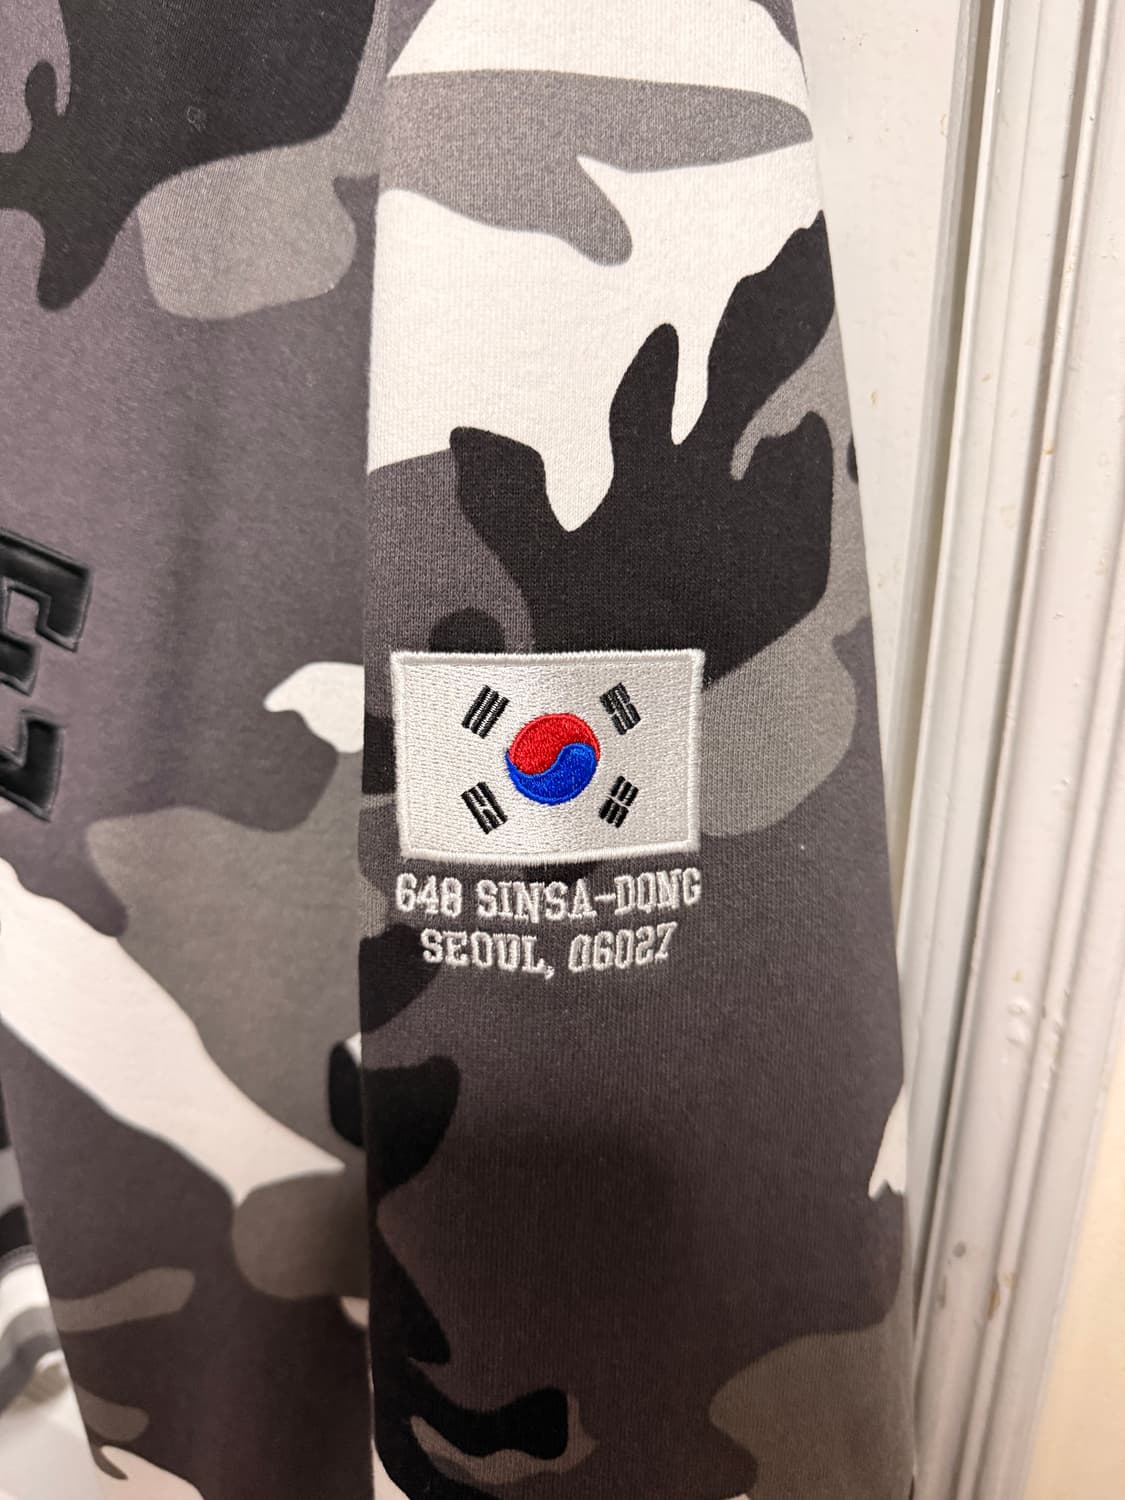 648 SINSA-DONG
SEOUL, 06027